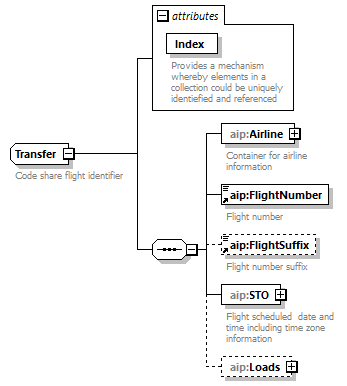 attributes
Index
Provides a mechanism
whereby elements in a
collection could be uniquely
identiefied and referenced
Transfer
Code share flight identifier
aip:Airline
Container for airline
information
aip:FlightNumber
Flight number
aip:FlightSuffix
Flight number suffix
aip:STO
Flight scheduled date and
time including time zone
information
aip:Loads